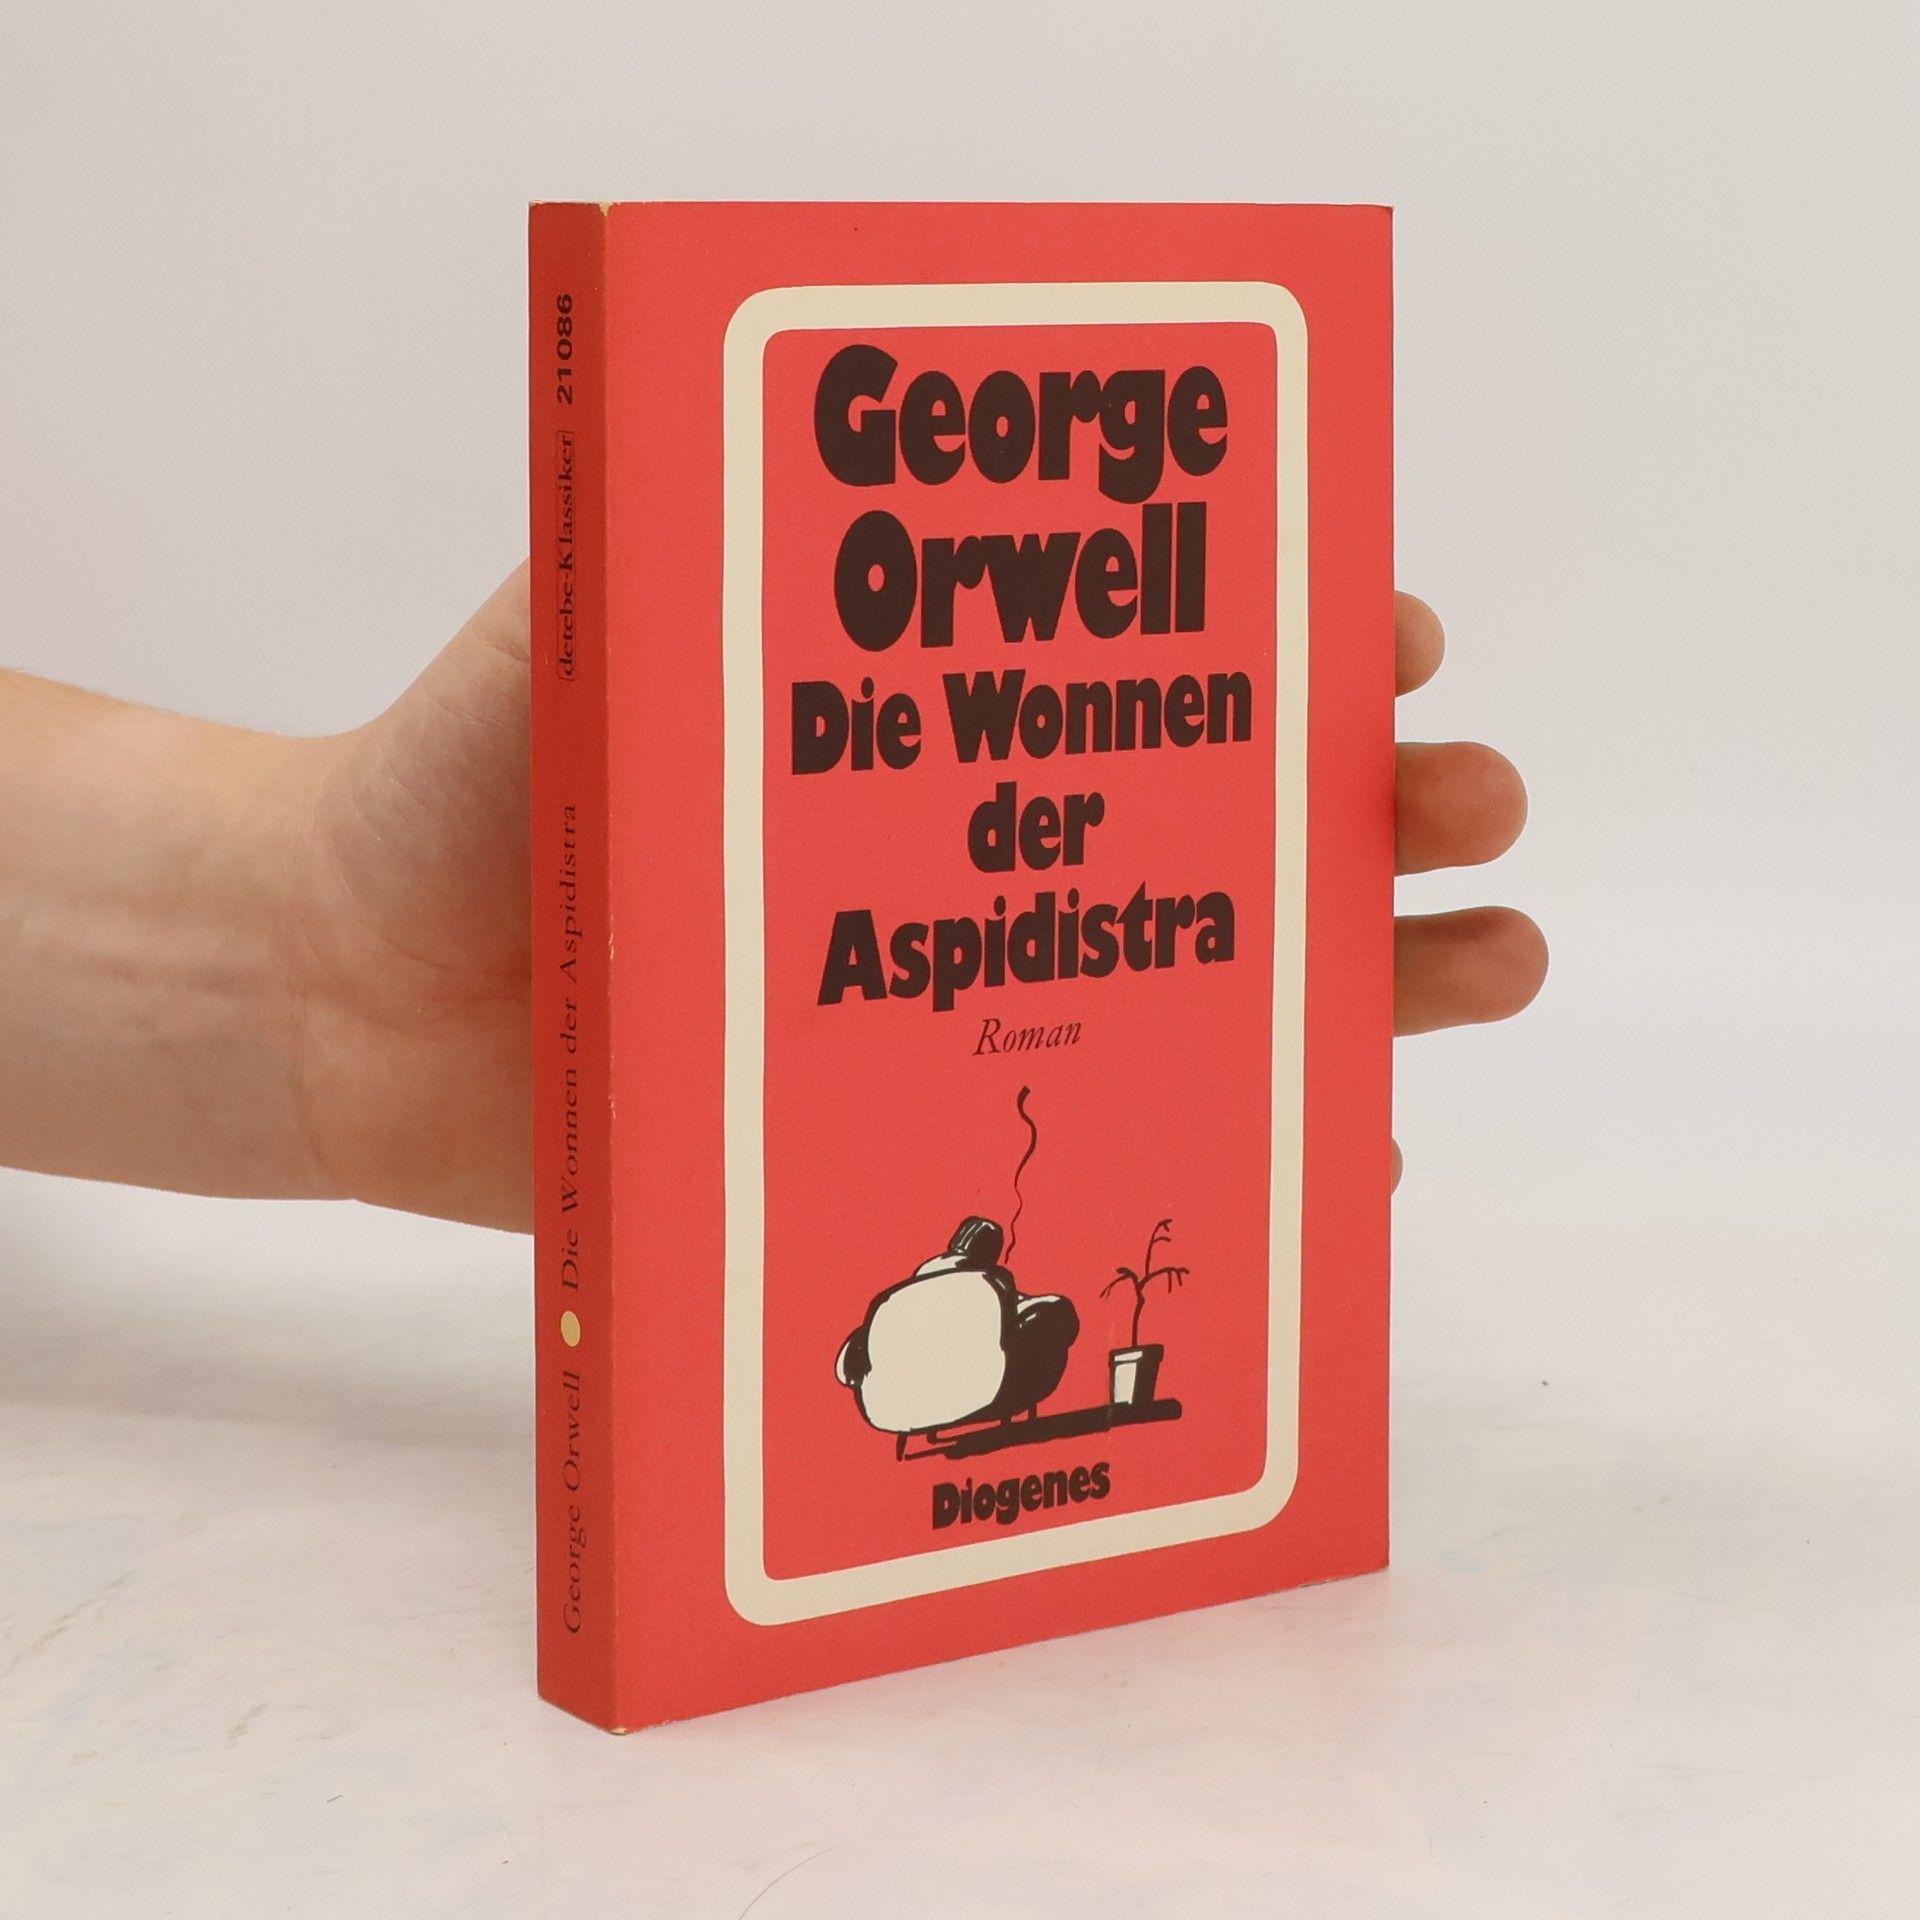 George
Orwell
Die Wonnen
der
Aspidistra
Roman
Diogenes
George Orwell ● Die Wonnen der Aspidistra detebe-Klassiker 21086